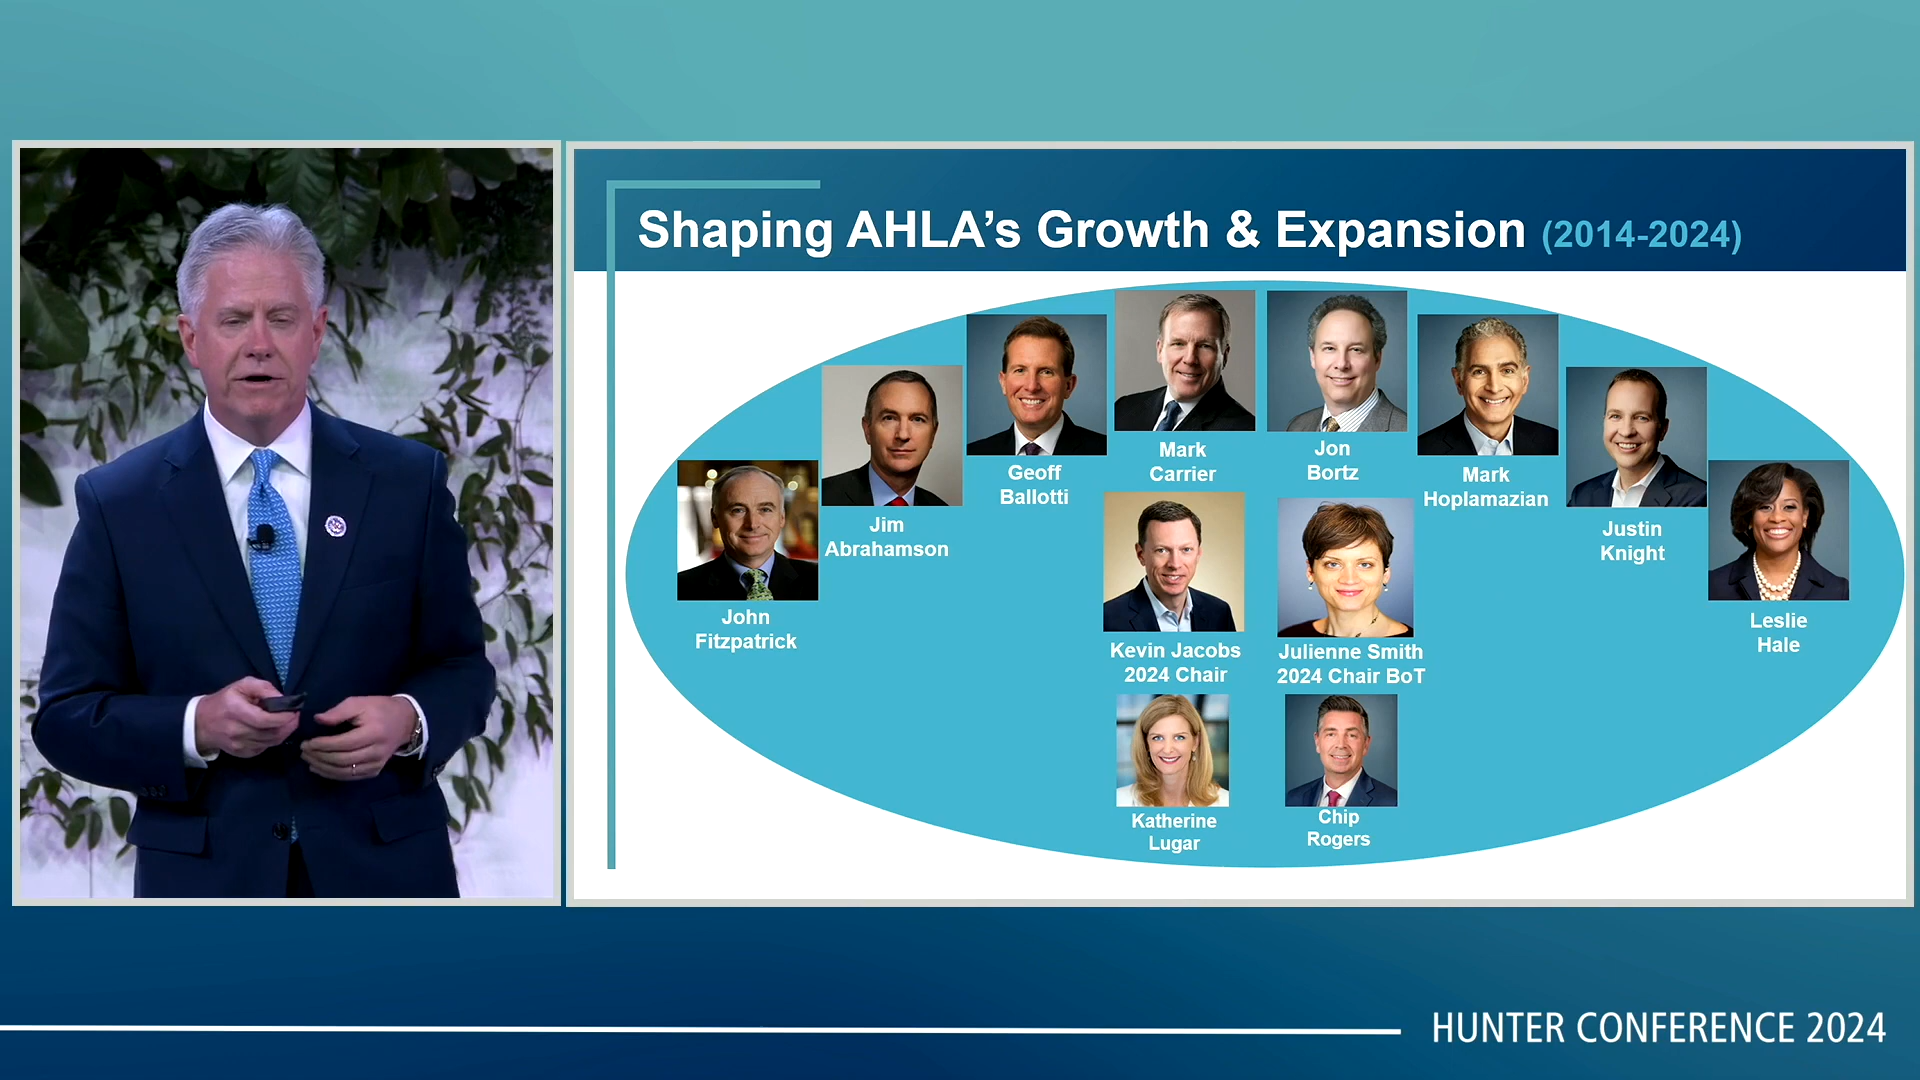 Shaping AHLA's Growth & Expansion (2014-2024)
John
Fitzpatrick
Jim
Abrahamson
Geoff
Ballotti
Mark
Carrier
Jon
Bortz
Mark
Hoplamazian
Justin
Knight
Leslie
Hale
Kevin Jacobs
2024 Chair
Julienne Smith
2024 Chair BoT
Katherine
Lugar
Chip
Rogers
HUNTER CONFERENCE 2024